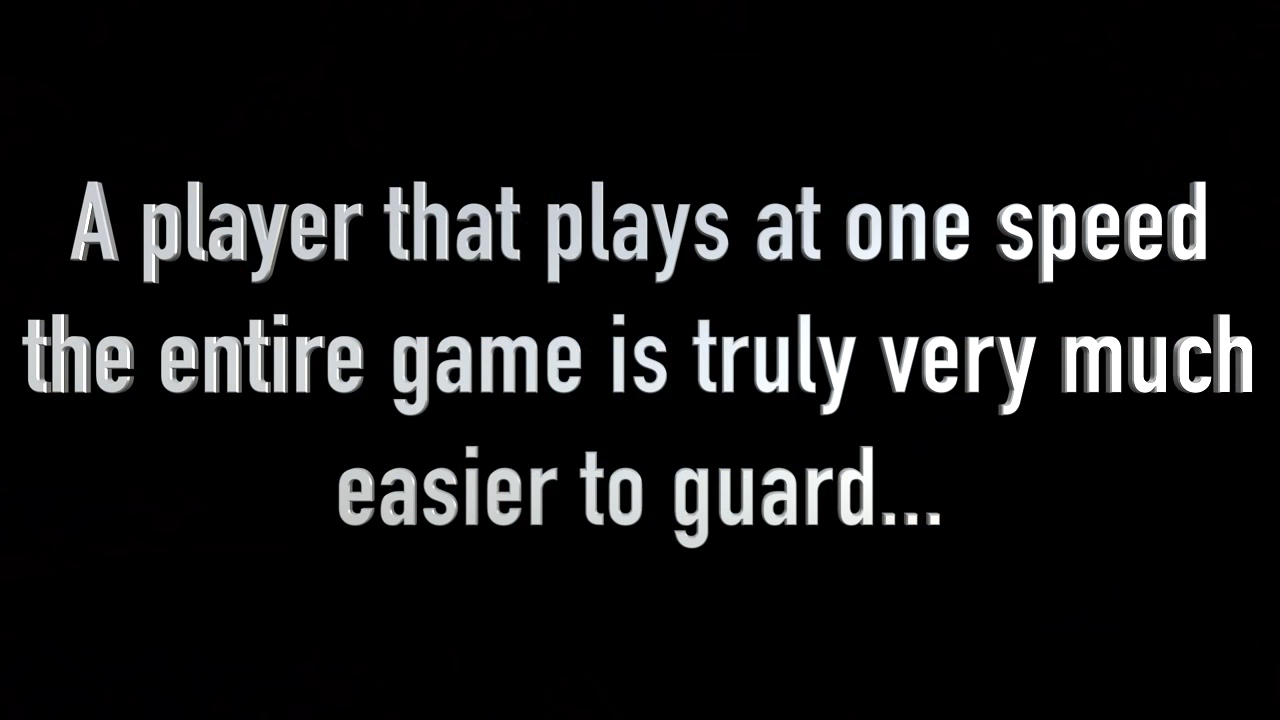 A player that plays at one speed
the entire game is truly very much
easier to guard...